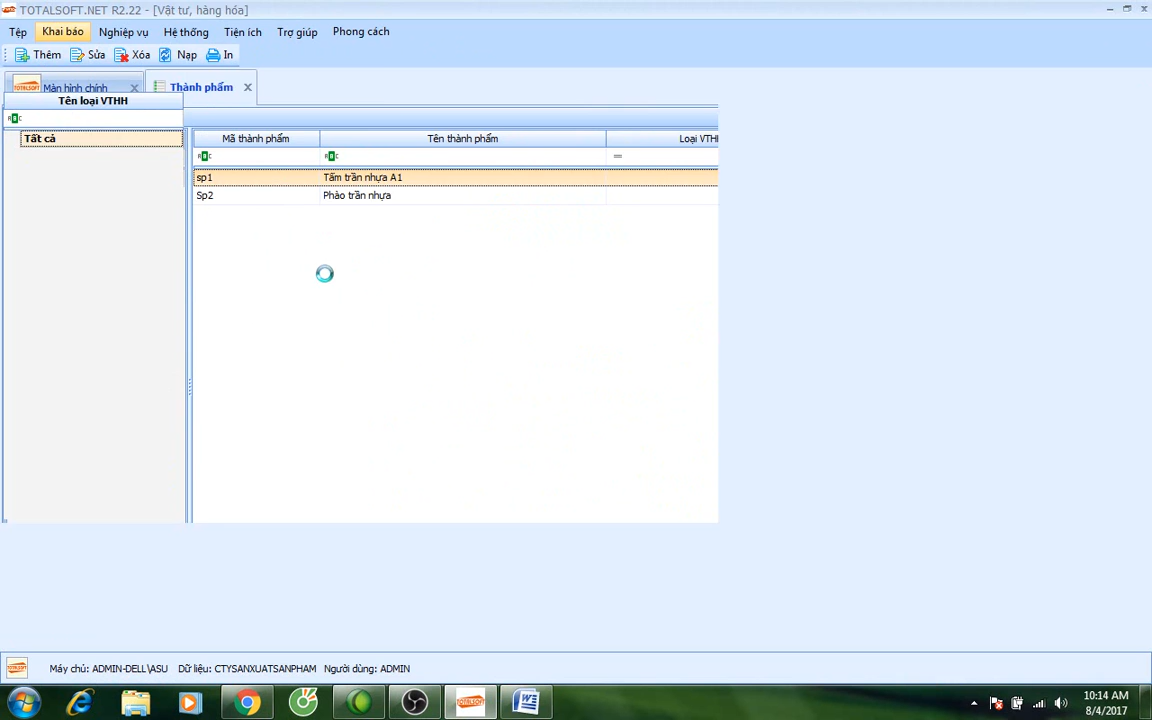 TOTALSOFT.NET R2.22 - [Vật tư, hàng hóa]
Tệp Khai báo Nghiệp vụ Hệ thống Tiện ích Trợ giúp Phong cách
Thêm Sửa Xóa Nạp In
TOTALSOFT Màn hình chính Thành phẩm
Tên loại VTHH
Tất cả
Mã thành phẩm Tên thành phẩm Loại VTHH
sp1 Tấm trần nhựa A1
Sp2 Phào trần nhựa
Máy chủ: ADMIN-DELL\ASU Dữ liệu: CTYSANXUATSANPHAM Người dùng: ADMIN
10:14 AM
8/4/2017